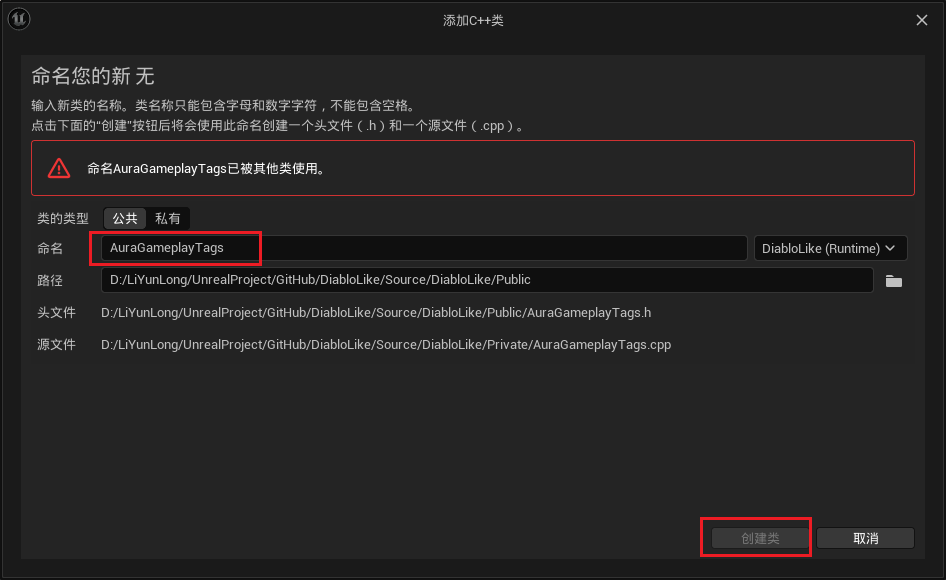 添加C++类
命名您的新 无
输入新类的名称。类名称只能包含字母和数字字符，不能包含空格。
点击下面的“创建”按钮后将会使用此命名创建一个头文件（.h）和一个源文件（.cpp）。
命名AuraGameplayTags已被其他类使用。
类的类型 公共 私有
命名 AuraGameplayTags DiabloLike (Runtime)
路径 D:/LiYunLong/UnrealProject/GitHub/DiabloLike/Source/DiabloLike/Public
头文件 D:/LiYunLong/UnrealProject/GitHub/DiabloLike/Source/DiabloLike/Public/AuraGameplayTags.h
源文件 D:/LiYunLong/UnrealProject/GitHub/DiabloLike/Source/DiabloLike/Private/AuraGameplayTags.cpp
创建类 取消